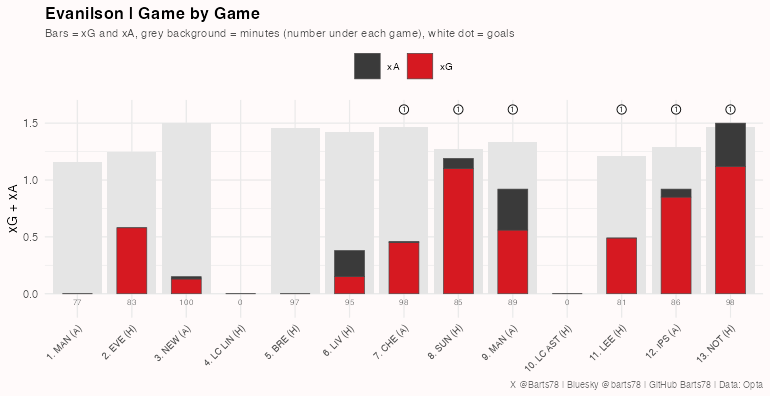 Evanilson | Game by Game
Bars = xG and xA, grey background = minutes (number under each game), white dot = goals
xA xG
1 1 1 1 1 1
xG + xA
1.5
1.0
0.5
0.0
77 83 100 0 97 95 98 85 89 0 81 86 98
1. MAN (A) 2. EVE (H) 3. NEW (A) 4. LC LIN (H) 5. BRE (H) 6. LIV (H) 7. CHE (A) 8. SUN (H) 9. MAN (A) 10. LC AST (H) 11. LEE (H) 12. IPS (A) 13. NOT (H)
X @Barts78 | Bluesky @barts78 | GitHub Barts78 | Data: Opta